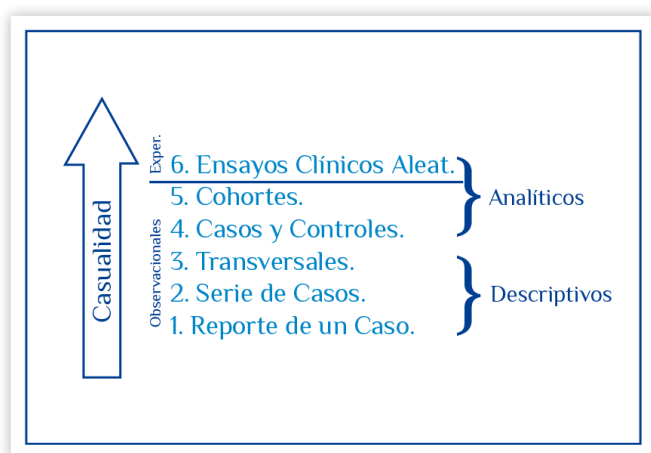 Casualidad
Exper.
Observacionales
6. Ensayos Clínicos Aleat.
5. Cohortes.
4. Casos y Controles.
3. Transversales.
2. Serie de Casos.
1. Reporte de un Caso.
Analíticos
Descriptivos